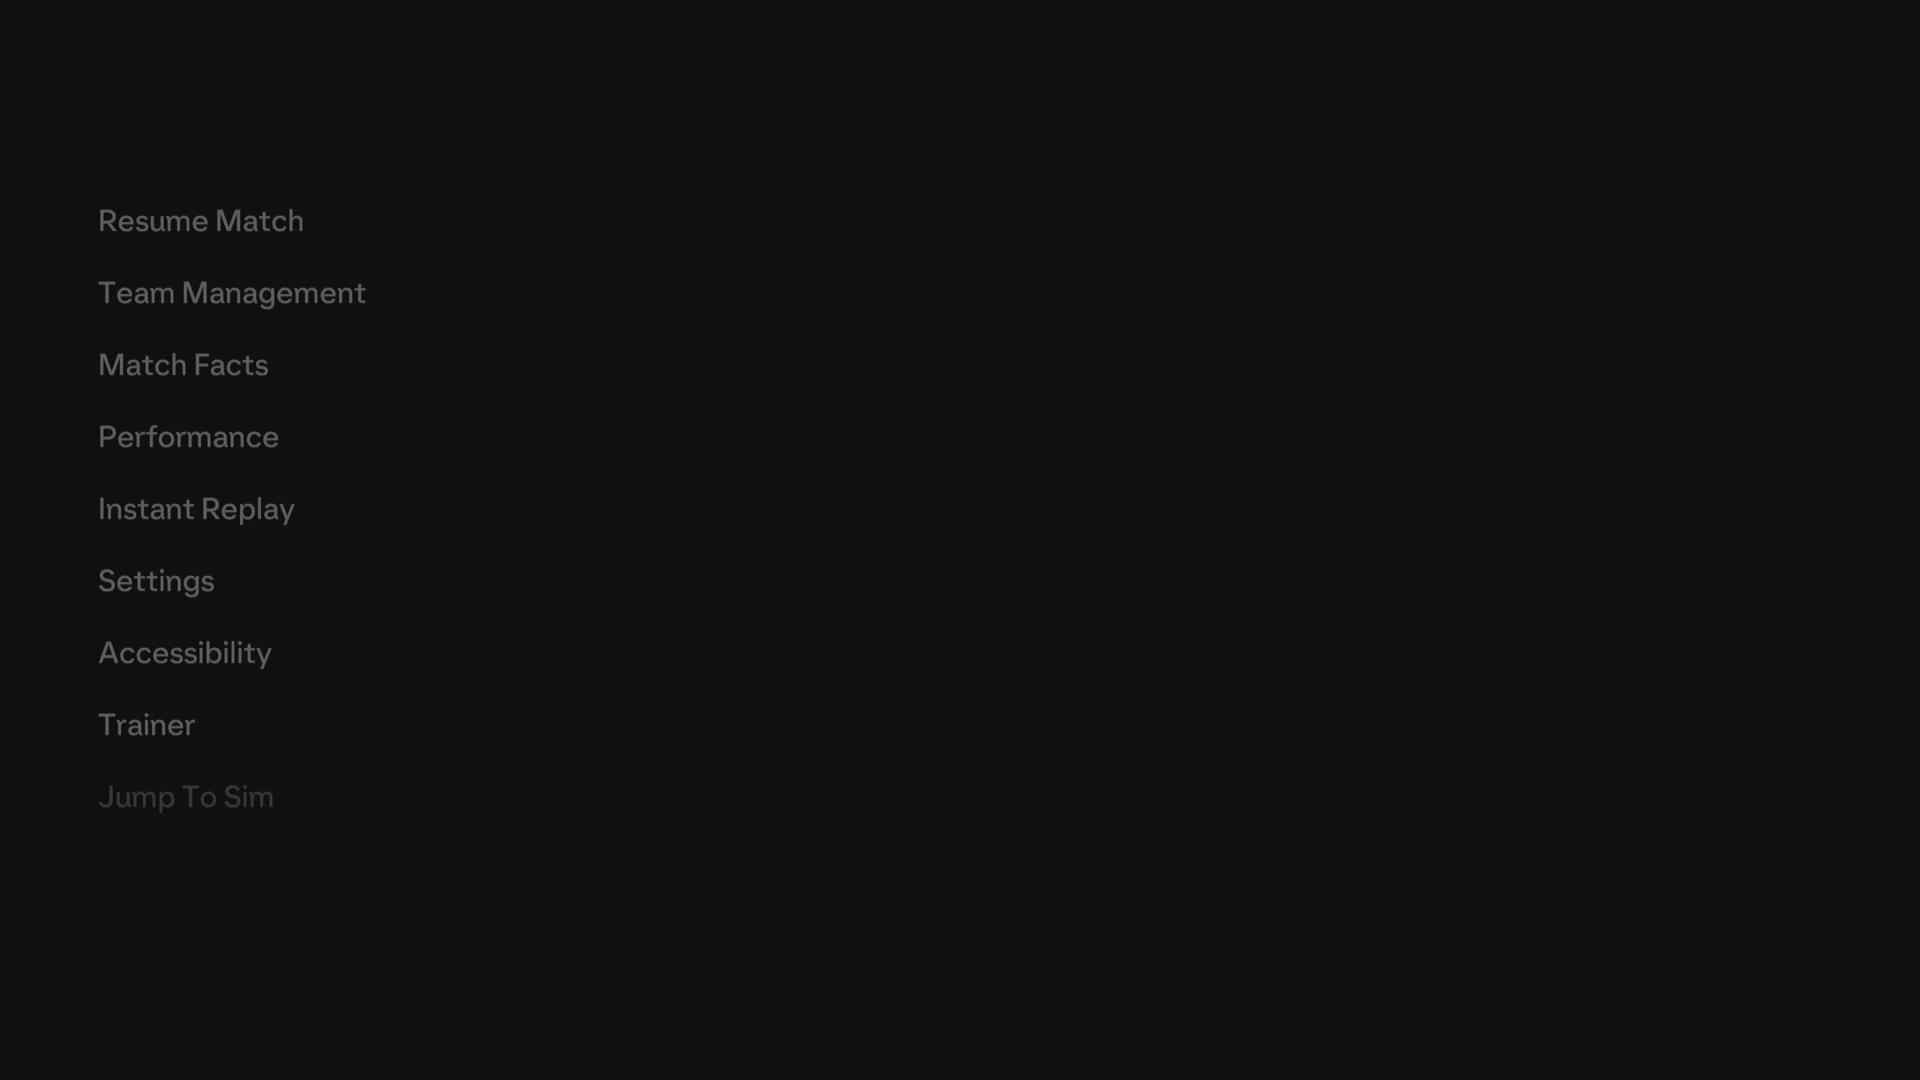 Resume Match
Team Management
Match Facts
Performance
Instant Replay
Settings
Accessibility
Trainer
Jump To Sim